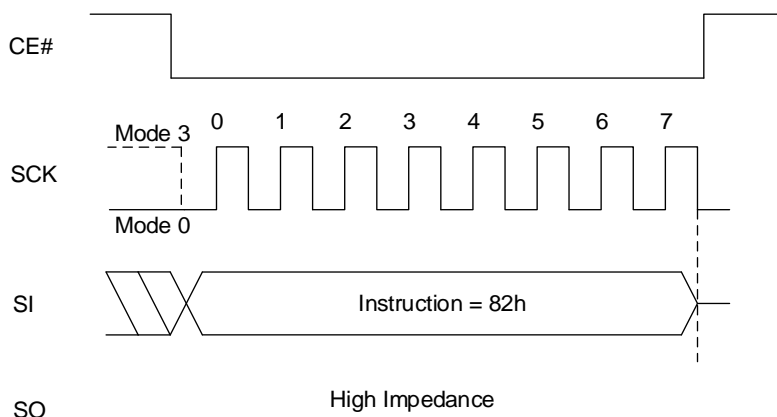 CE#
Mode 3
0 1 2 3 4 5 6 7
SCK
Mode 0
SI
Instruction = 82h
SO
High Impedance